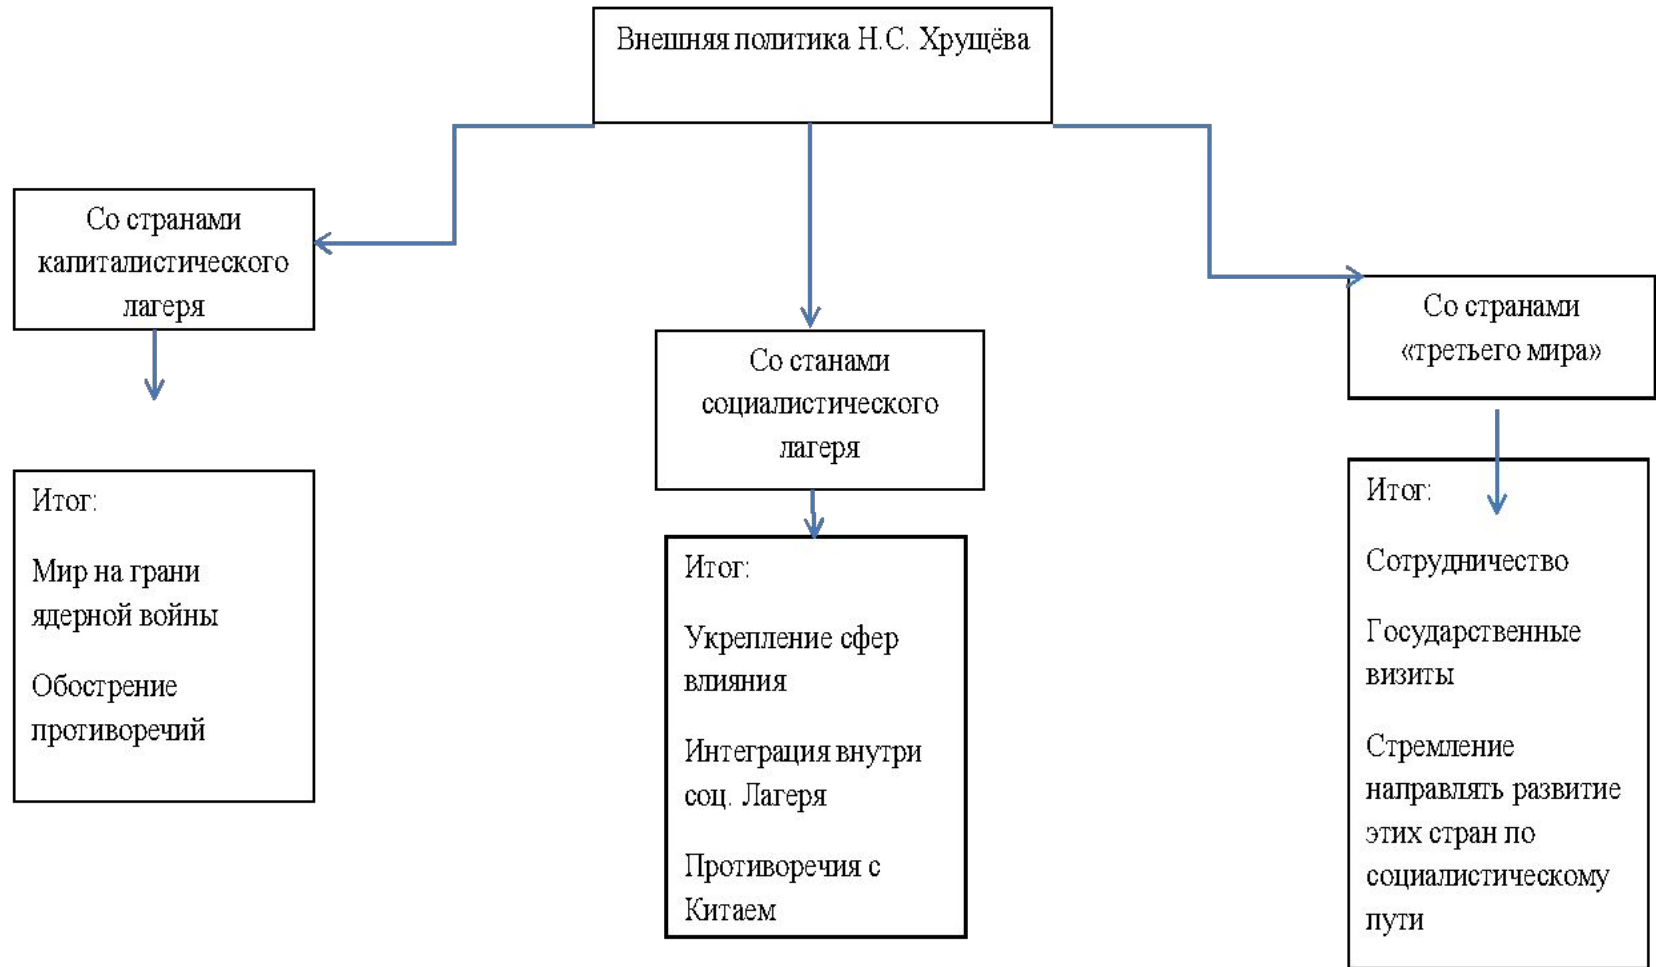 Внешняя политика Н.С. Хрущёва
Со странами
капиталистического
лагеря
Со станами
социалистического
лагеря
Со странами
«третьего мира»
Итог:
Мир на грани
ядерной войны
Обострение
противоречий
Итог:
Укрепление сфер
влияния
Интеграция внутри
соц. Лагеря
Противоречия с
Китаем
Итог:
Сотрудничество
Государственные
визиты
Стремление
направлять развитие
этих стран по
социалистическому
пути